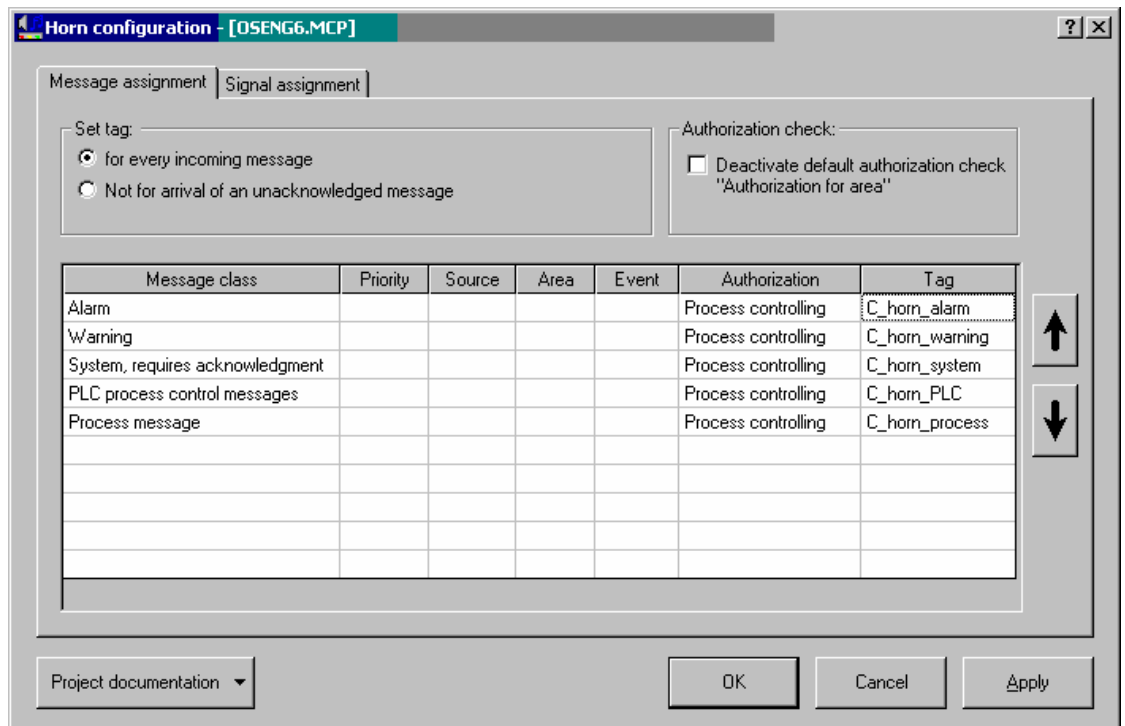 Horn configuration - [OSENG6.MCP]
Message assignment
Signal assignment
Set tag:
for every incoming message
Not for arrival of an unacknowledged message
Authorization check:
Deactivate default authorization check
"Authorization for area"
Message class Priority Source Area Event Authorization Tag
Alarm Process controlling C_horn_alarm
Warning Process controlling C_horn_warning
System, requires acknowledgment Process controlling C_horn_system
PLC process control messages Process controlling C_horn_PLC
Process message Process controlling C_horn_process
Project documentation
OK
Cancel
Apply